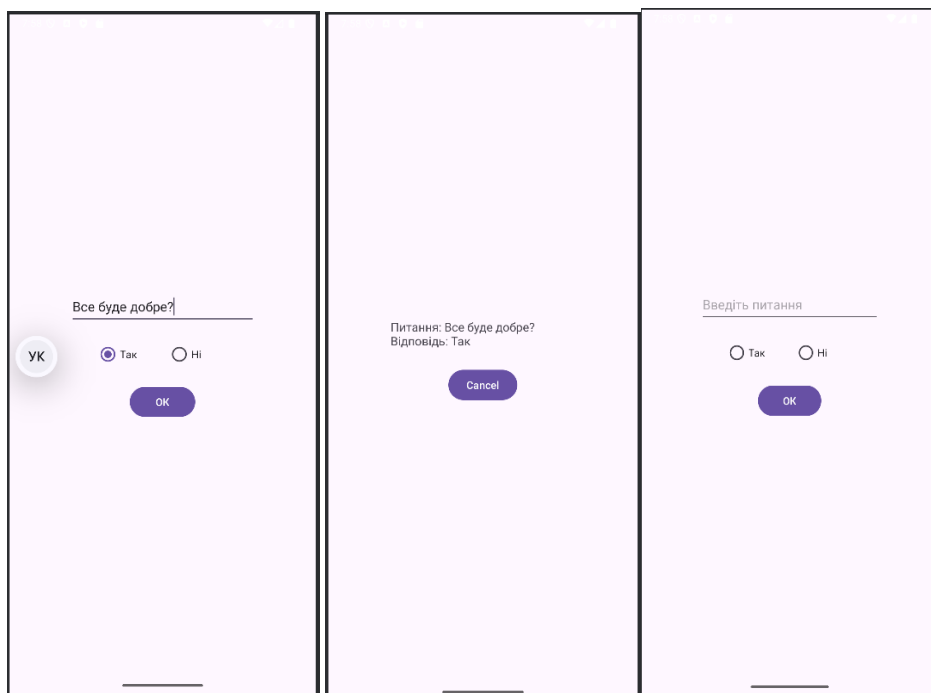 Все буде добре?
УК
Так
Ні
OK
Питання: Все буде добре?
Відповідь: Так
Cancel
Введіть питання
Так
Ні
OK